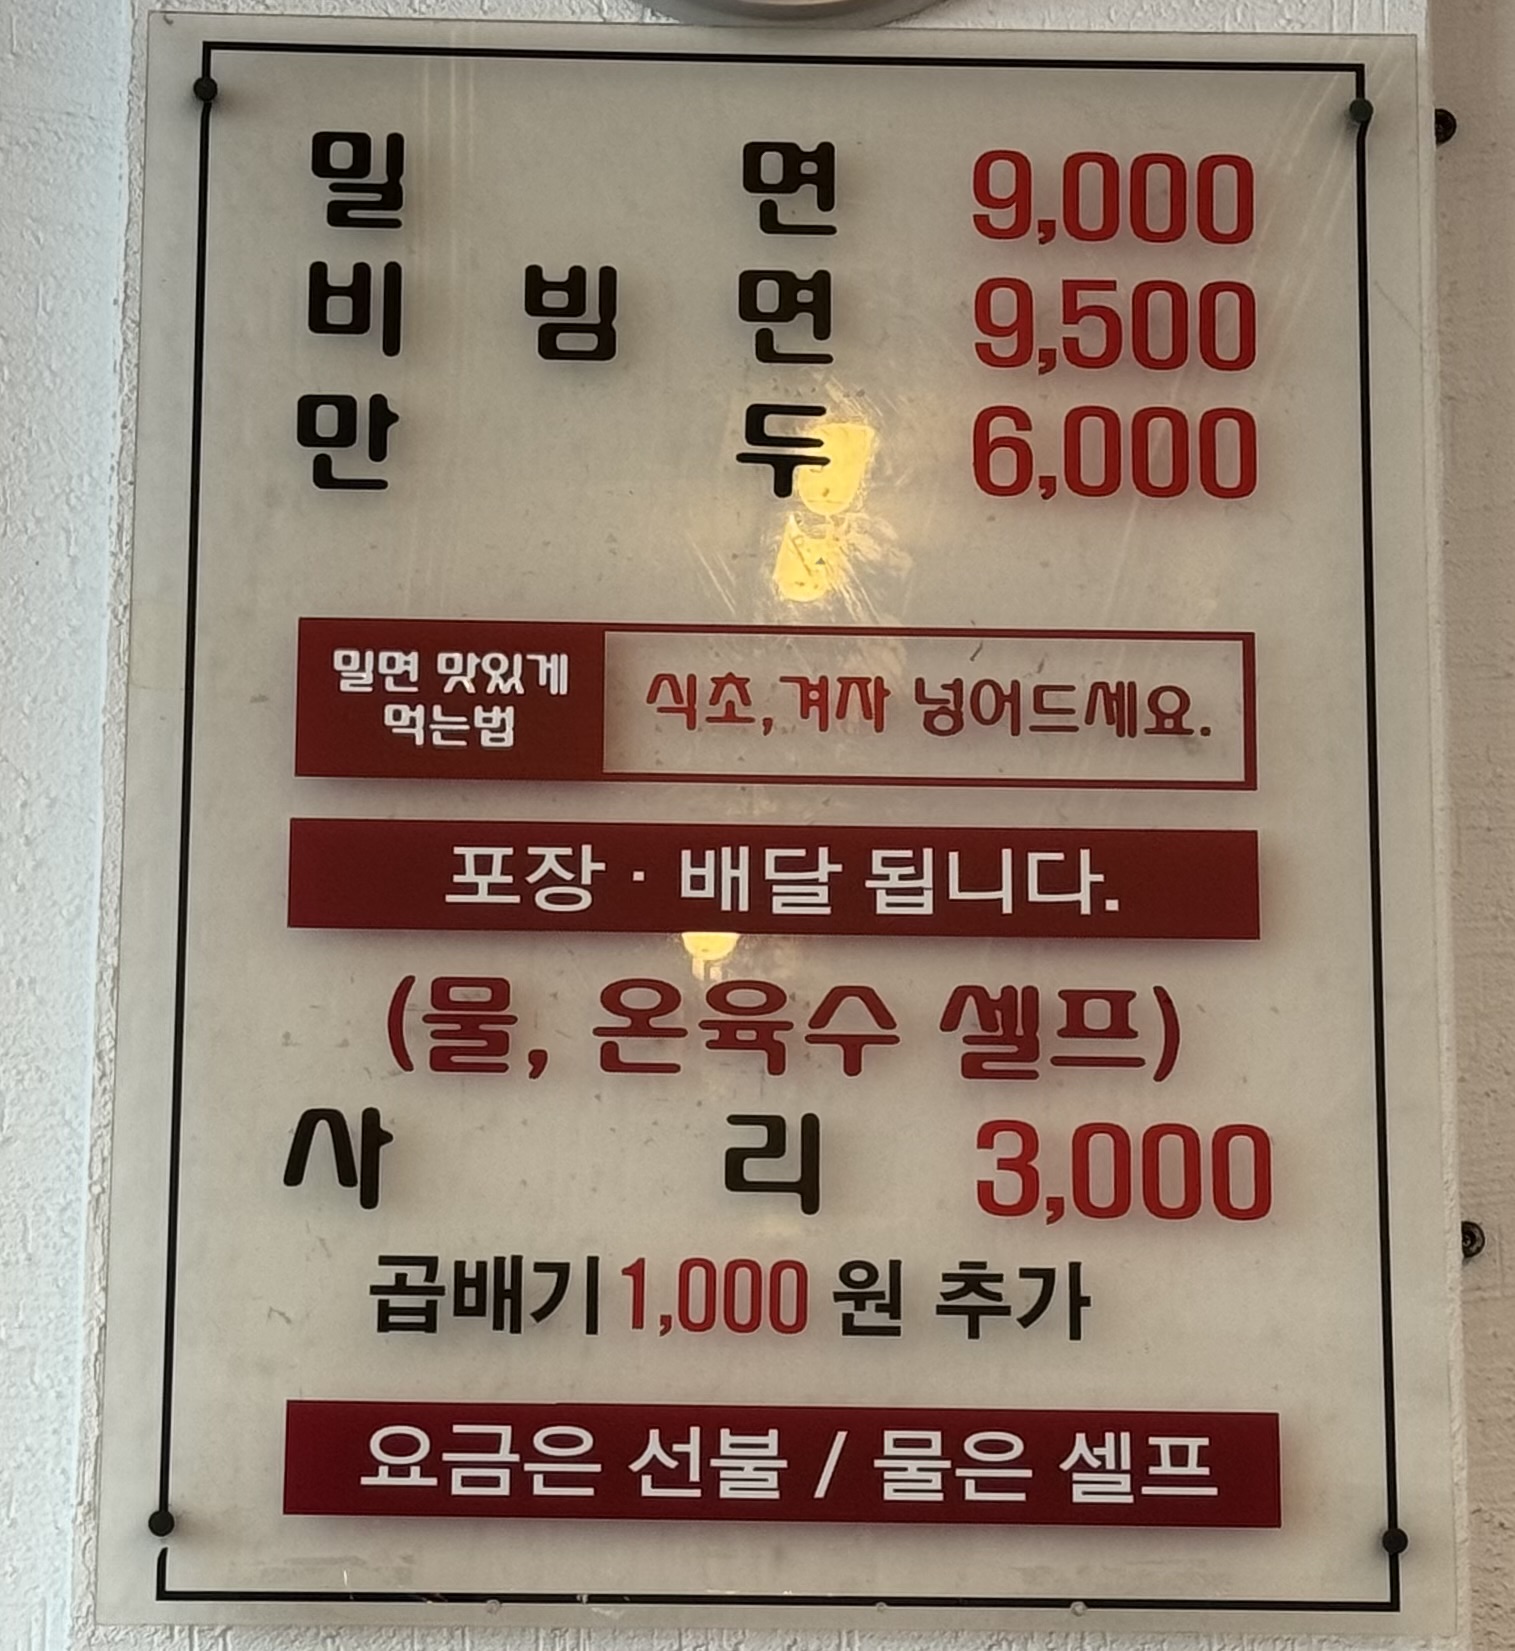 밀면 9,000
비빔면 9,500
만두 6,000
밀면 맛있게
먹는법
식초, 겨자 넣어드세요.
포장 · 배달 됩니다.
(물, 온육수 셀프)
사리 3,000
곱배기 1,000 원 추가
요금은 선불 / 물은 셀프